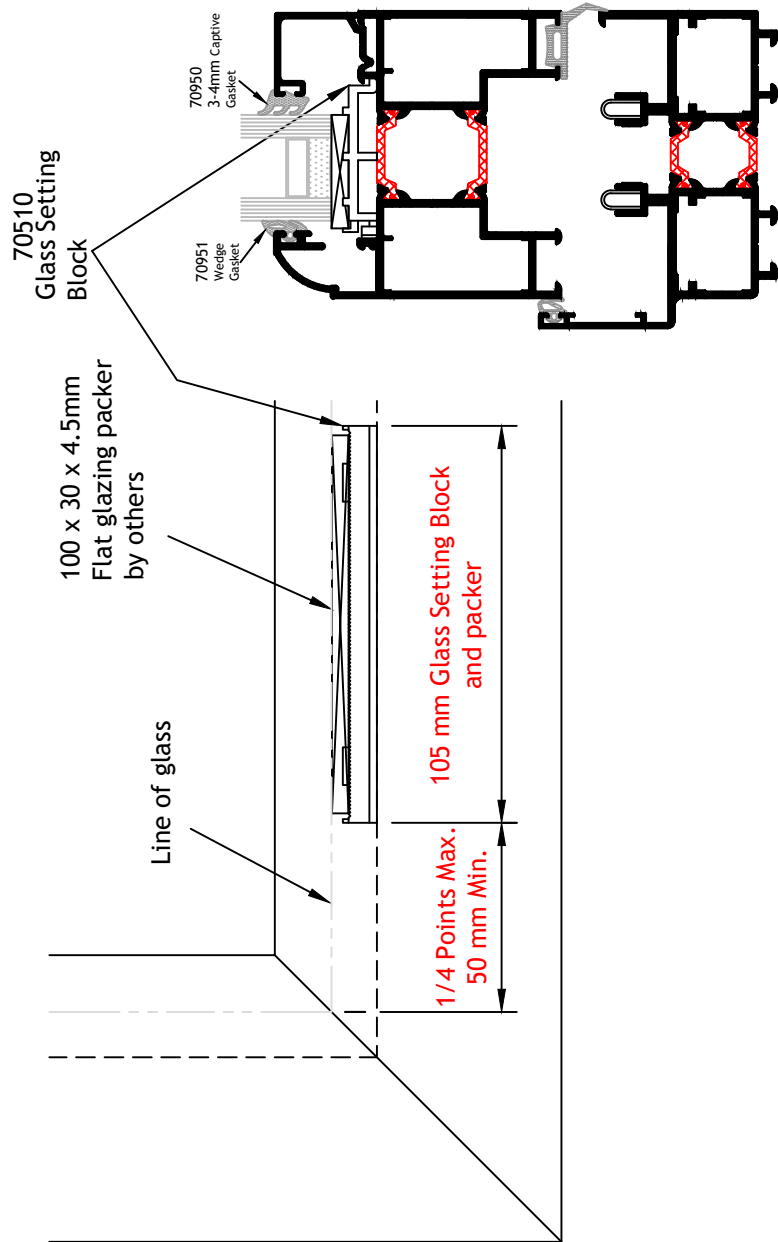 70510
Glass Setting
Block
100 x 30 x 4.5mm
Flat glazing packer
by others
Line of glass
70951
Wedge
Gasket
70950
3-4mm Captive
Gasket
1/4 Points Max.
50 mm Min.
105 mm Glass Setting Block
and packer